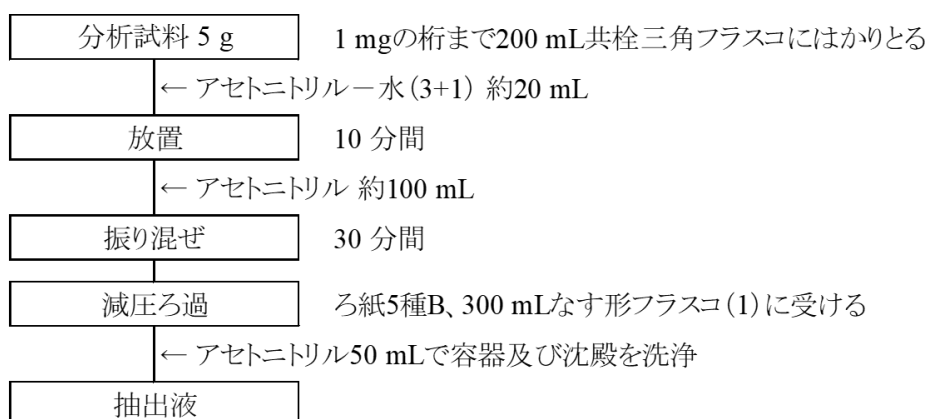 分析試料 5 g 1 mgの桁まで200 mL共栓三角フラスコにはかりとる
← アセトニトリル－水（3+1） 約20 mL
放置 10 分間
← アセトニトリル 約100 mL
振り混ぜ 30 分間
減圧ろ過 ろ紙5種B、300 mLなす形フラスコ（1）に受ける
← アセトニトリル50 mLで容器及び沈殿を洗浄
抽出液